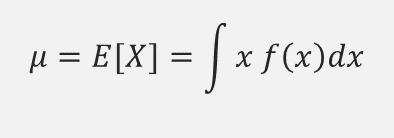 μ = E[X] = ∫ x f(x)dx